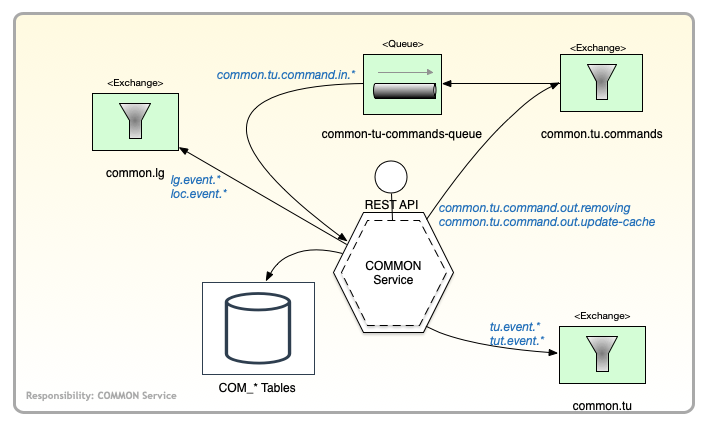 <Queue>
<Exchange>
common.tu.command.in.*
<Exchange>
common-tu-commands-queue
common.tu.commands
common.lg
lg.event.*
loc.event.*
REST API
common.tu.command.out.removing
common.tu.command.out.update-cache
COMMON
Service
<Exchange>
tu.event.*
tut.event.*
COM_* Tables
Responsibility: COMMON Service
common.tu